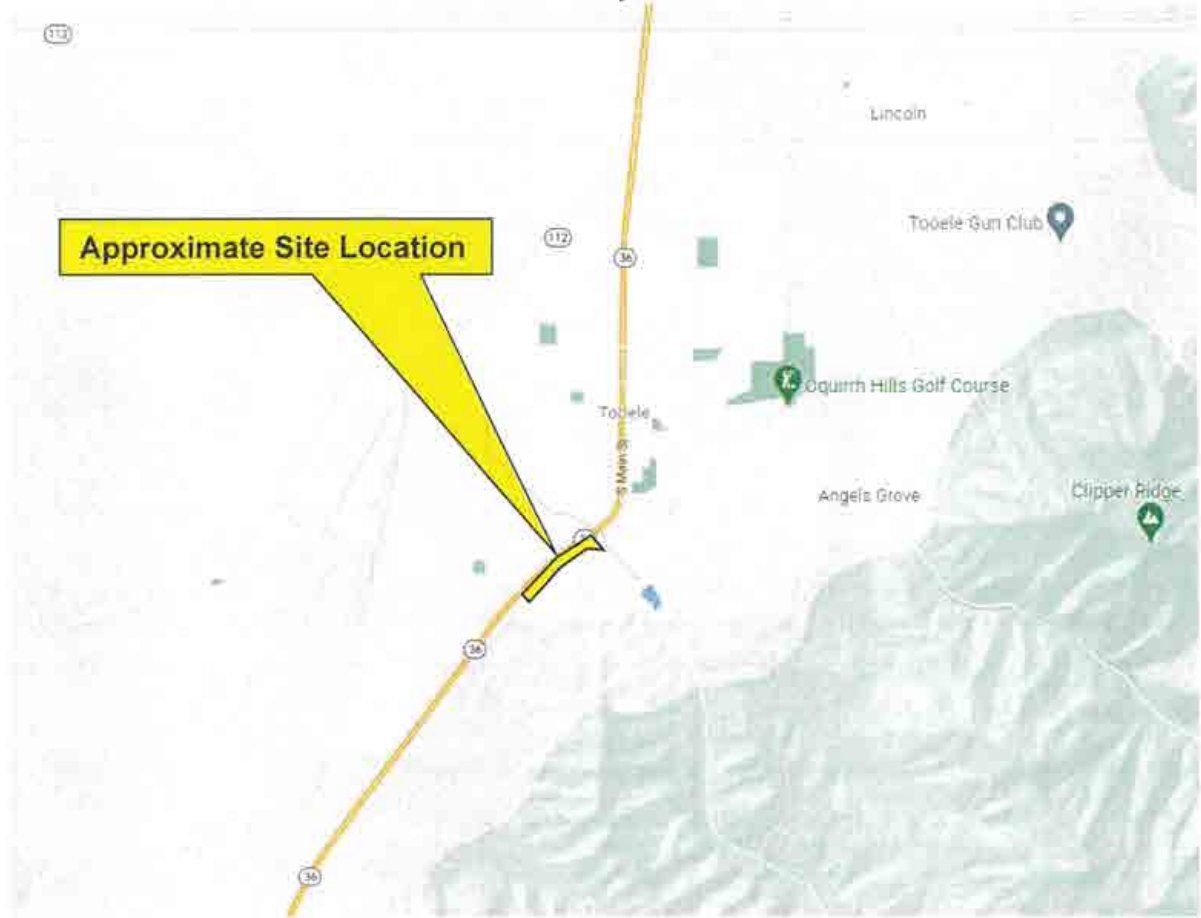 112
Lincoln
Tooele Gun Club
Approximate Site Location
112
36
Oquirrh Hills Golf Course
Tooele
S Main St
Angels Grove
Clipper Ridge
36
36